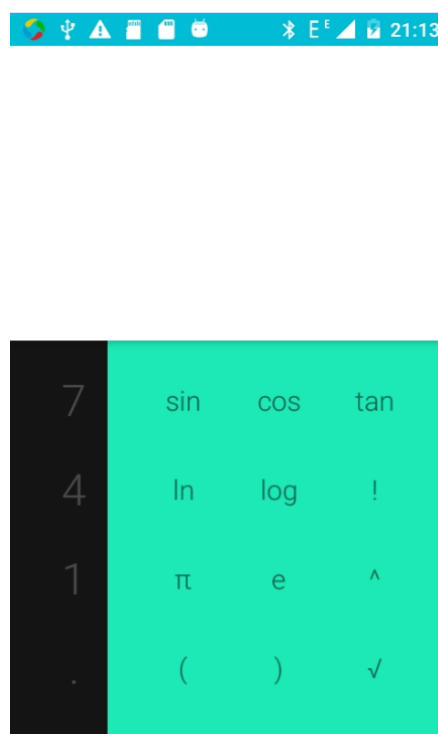 E E 21:13
7 sin cos tan
4 ln log !
1 π e ^
. ( ) √